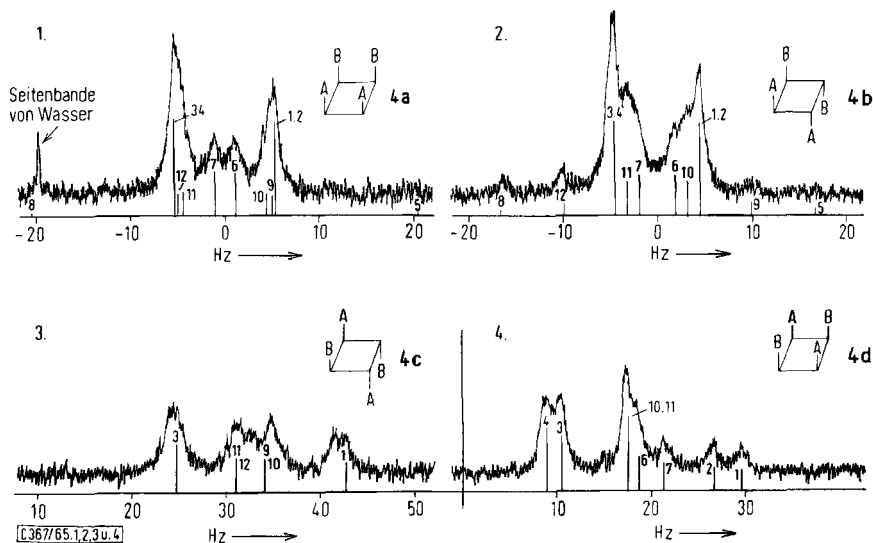 1.
B B
A A
4a
Seitenbande
von Wasser
3.4
1.2
8 12 11 7 6 10 9 5
-20 -10 0 10 20
Hz
2.
B
A B
A
4b
3.4
1.2
8 12 11 7 6 10 9 5
-20 -10 0 10 20
Hz
3.
A
B B
A
4c
3 11 12 9 10 1
10 20 30 40 50
Hz
4.
A B
B A
4d
10.11
4 3 6 7 2 1
10 20 30
Hz
C367/65.1,2,3u.4